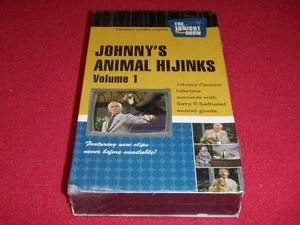 THE
TONIGHT
SHOW
JOHNNY'S
ANIMAL HIJINKS
Volume 1
Johnny Carson's
hilarious
moments with
furry & feathered
animal guests.
Featuring new clips
never before available!